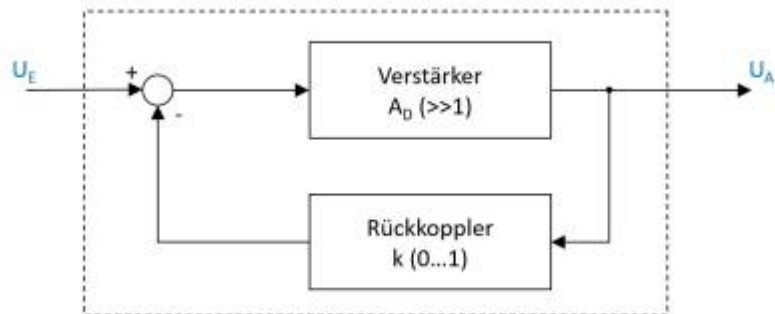 U_E
+
-
Verstärker
A_D (>>1)
U_A
Rückkoppler
k (0...1)